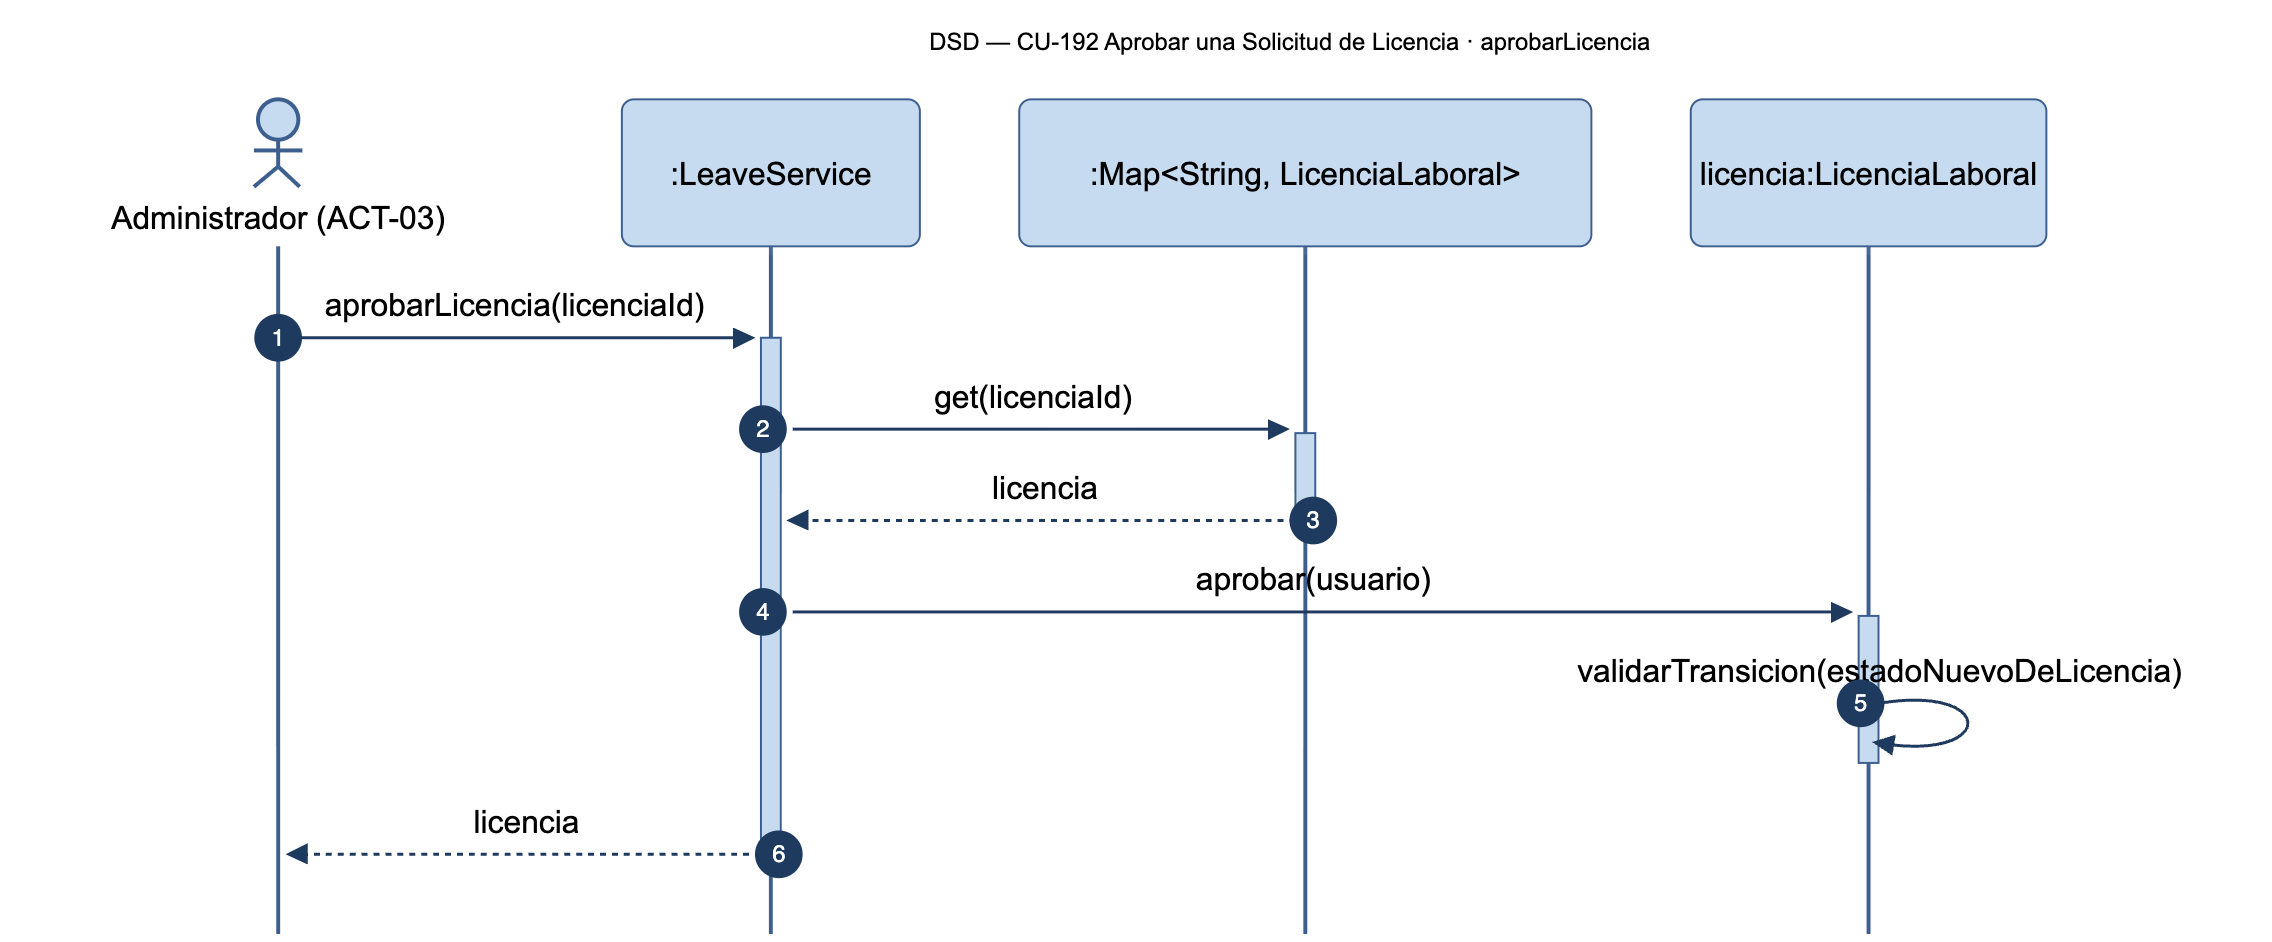 DSD — CU-192 Aprobar una Solicitud de Licencia · aprobarLicencia
Administrador (ACT-03)
:LeaveService
:Map<String, LicenciaLaboral>
licencia:LicenciaLaboral
aprobarLicencia(licenciaId)
1
get(licenciaId)
2
licencia
3
aprobar(usuario)
4
validarTransicion(estadoNuevoDeLicencia)
5
licencia
6